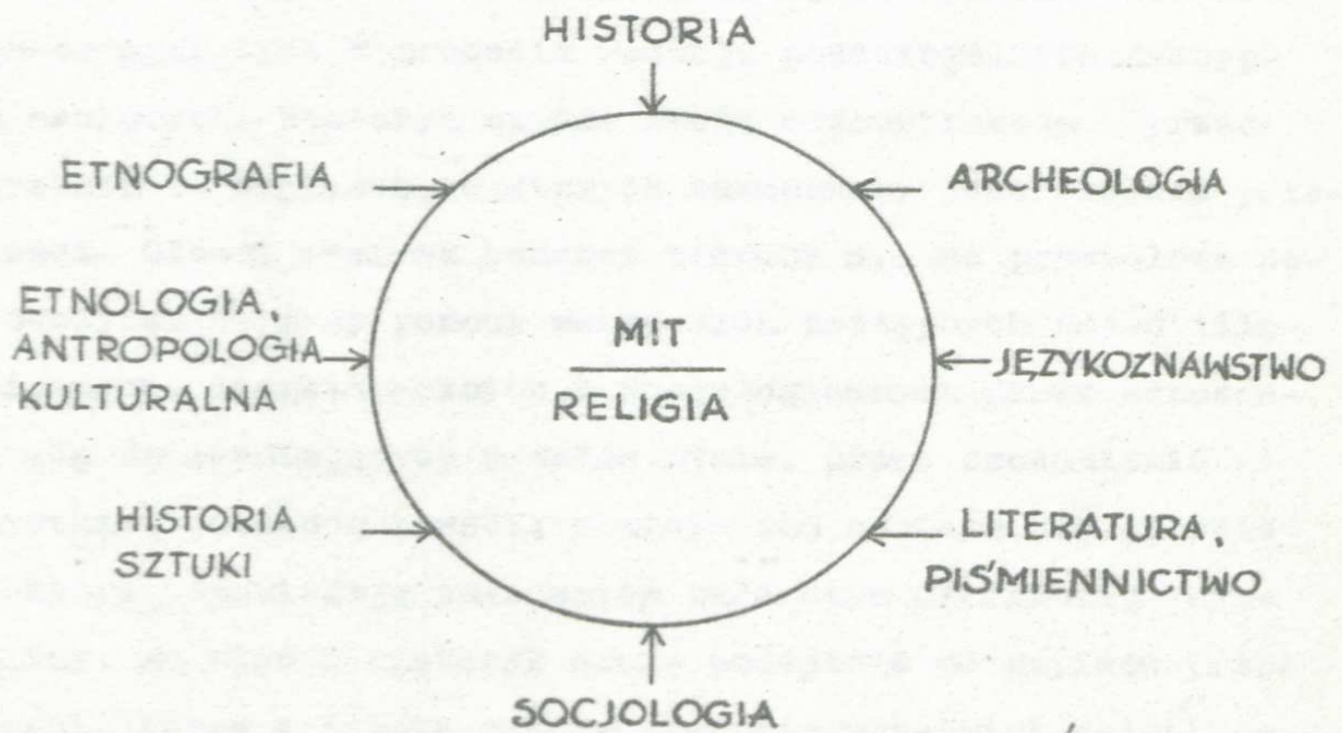 HISTORIA
ETNOGRAFIA
ARCHEOLOGIA
ETNOLOGIA,
ANTROPOLOGIA
KULTURALNA
MIT
RELIGIA
JĘZYKOZNAWSTWO
HISTORIA
SZTUKI
LITERATURA,
PIŚMIENNICTWO
SOCJOLOGIA